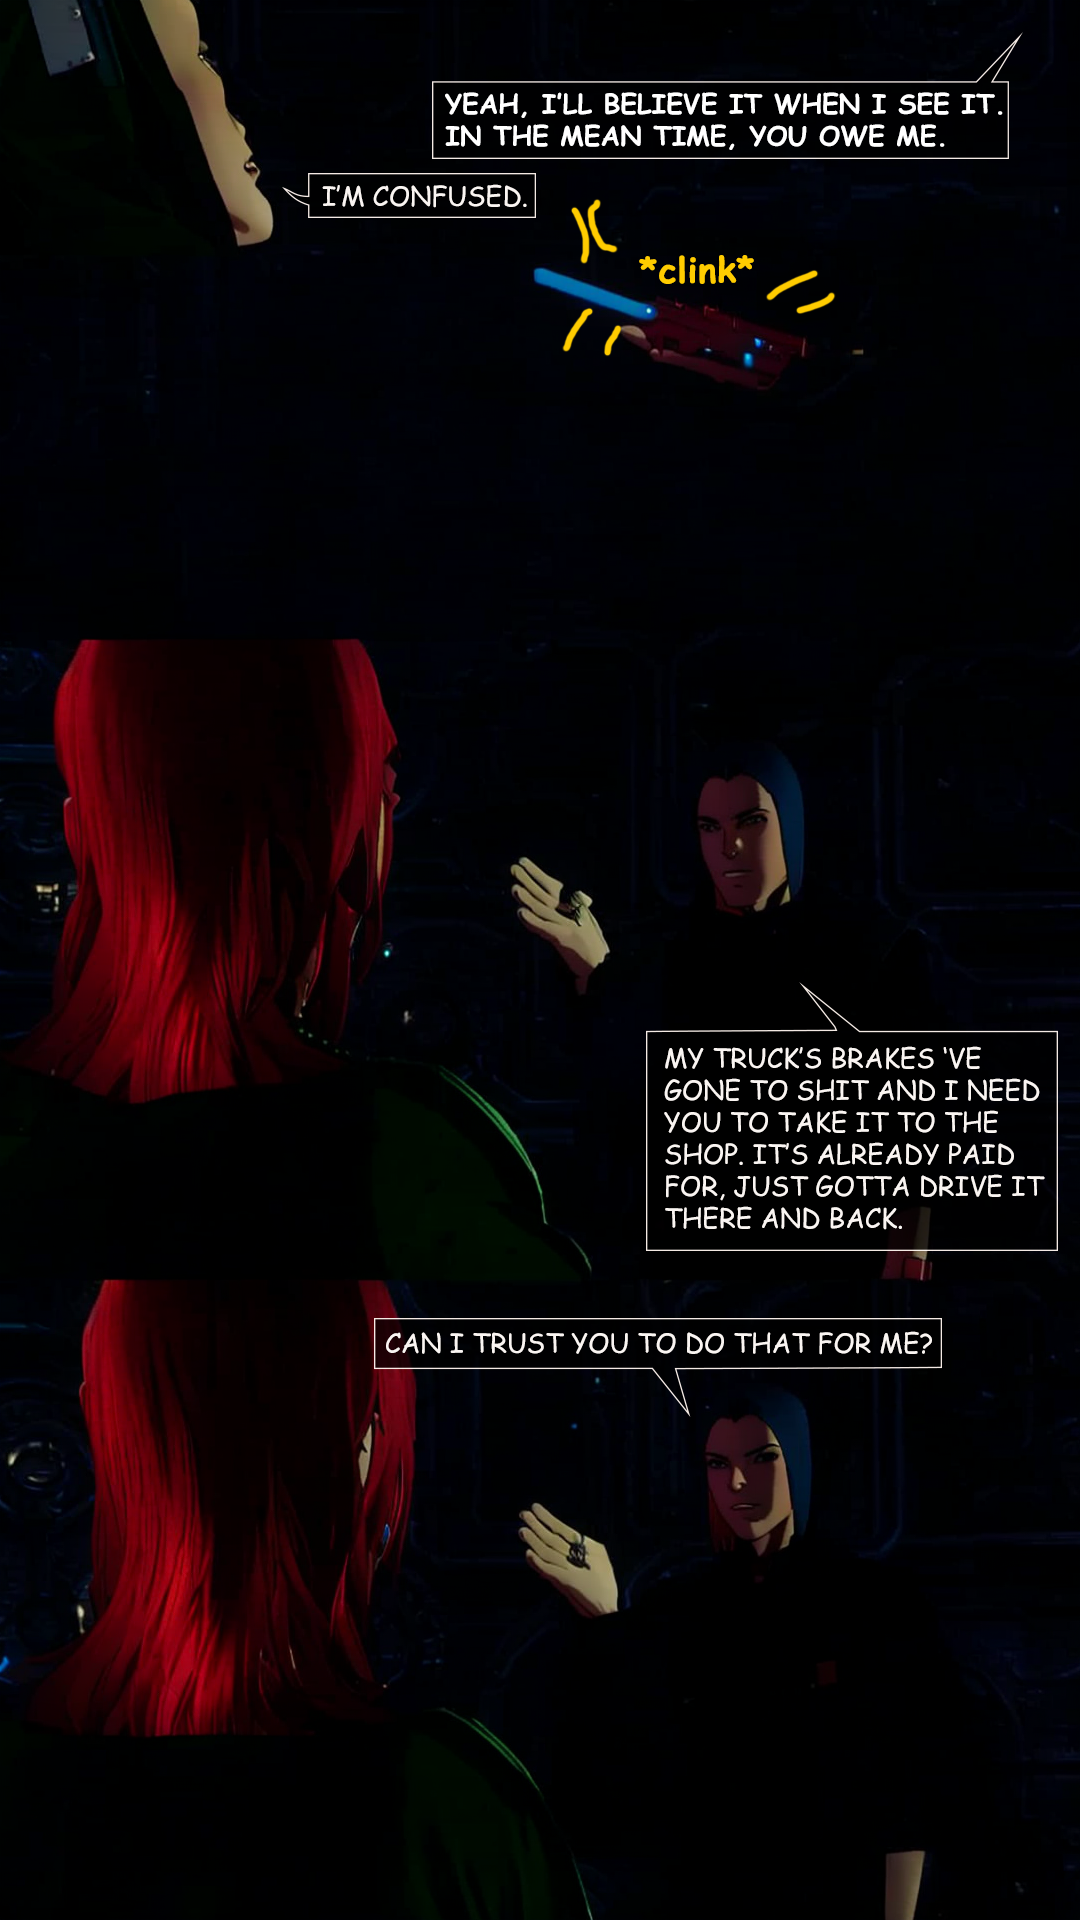 YEAH, I'LL BELIEVE IT WHEN I SEE IT.
IN THE MEAN TIME, YOU OWE ME.
I'M CONFUSED.
*clink*
MY TRUCK'S BRAKES 'VE
GONE TO SHIT AND I NEED
YOU TO TAKE IT TO THE
SHOP. IT'S ALREADY PAID
FOR, JUST GOTTA DRIVE IT
THERE AND BACK.
CAN I TRUST YOU TO DO THAT FOR ME?